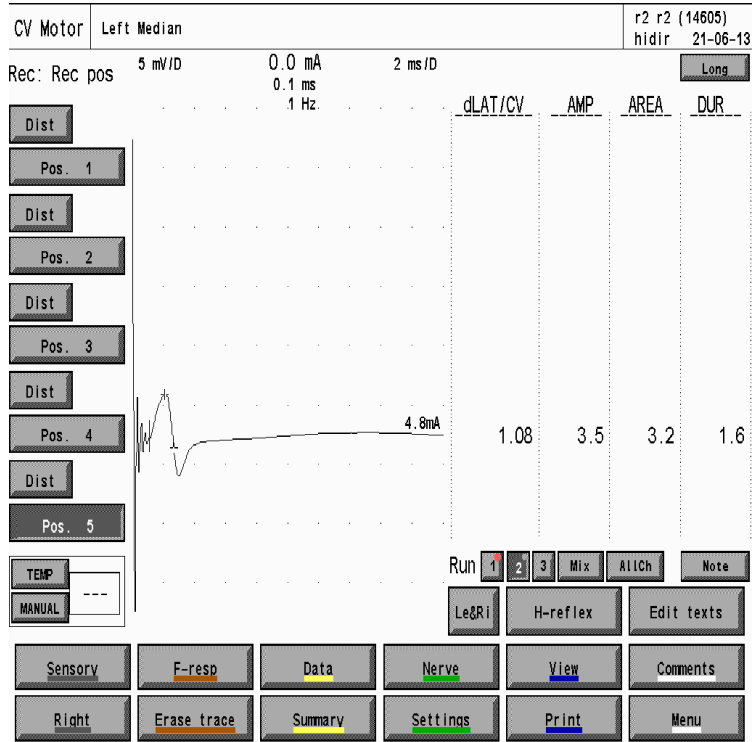 CV Motor Left Median r2 r2 (14605)
hidir 21-06-13
Rec: Rec pos 5 mV/D 0.0 mA 2 ms/D Long
0.1 ms
1 Hz
dLAT/CV AMP AREA DUR
Dist
Pos. 1
Dist
Pos. 2
Dist
Pos. 3
Dist
4.8mA
Pos. 4 1.08 3.5 3.2 1.6
Dist
Pos. 5
Run 1 2 3 Mix AllCh Note
TEMP ---
MANUAL Le&Ri H-reflex Edit texts
Sensory F-resp Data Nerve View Comments
Right Erase trace Summary Settings Print Menu